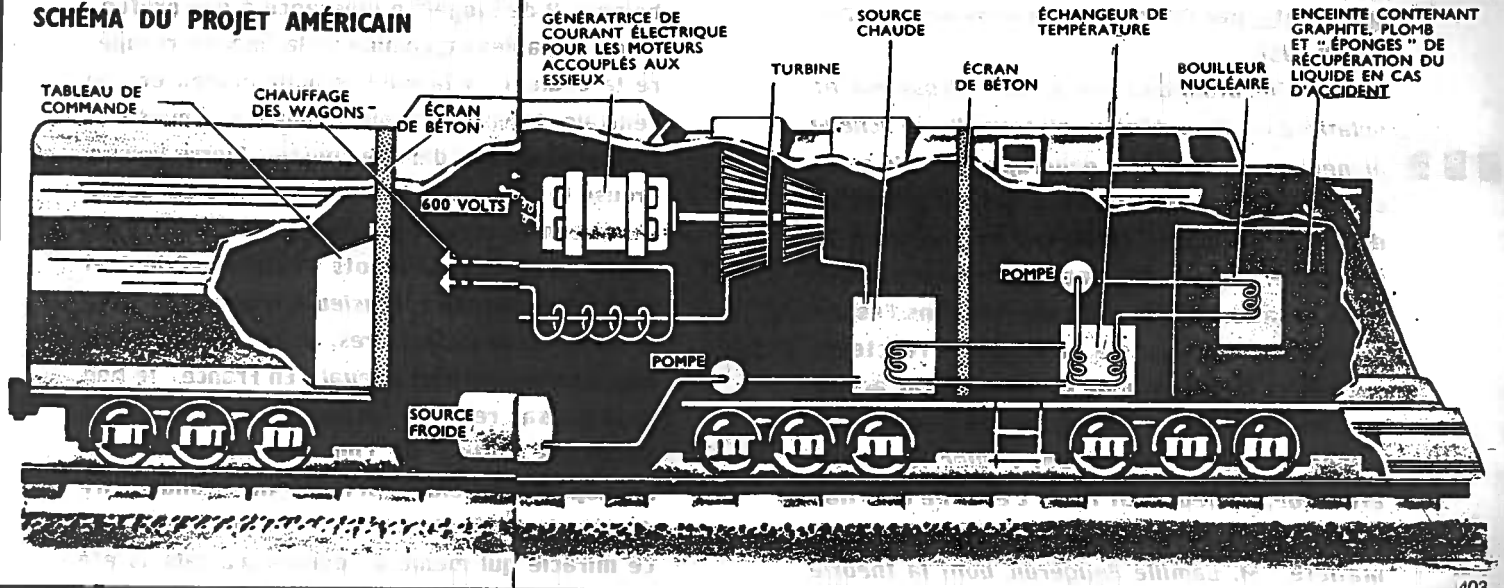 SCHÉMA DU PROJET AMÉRICAIN
TABLEAU DE
COMMANDE
CHAUFFAGE
DES WAGONS
ÉCRAN
DE BÉTON
GÉNÉRATRICE DE
COURANT ÉLECTRIQUE
POUR LES MOTEURS
ACCOUPLÉS AUX
ESSIEUX
TURBINE
SOURCE
CHAUDE
ÉCRAN
DE BÉTON
ÉCHANGEUR DE
TEMPÉRATURE
BOUILLEUR
NUCLÉAIRE
ENCEINTE CONTENANT
GRAPHITE, PLOMB
ET "ÉPONGES" DE
RÉCUPÉRATION DU
LIQUIDE EN CAS
D'ACCIDENT
600 VOLTS
POMPE
POMPE
SOURCE
FROIDE
403